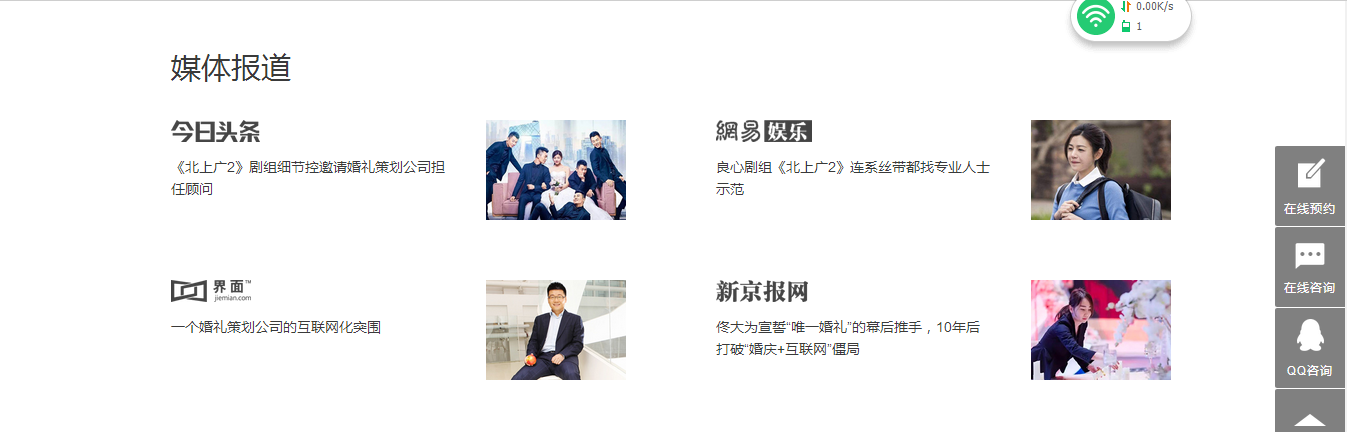 0.00K/s
1
媒体报道
今日头条
《北上广2》剧组细节控邀请婚礼策划公司担
任顾问
網易娱乐
良心剧组《北上广2》连系丝带都找专业人士
示范
界面™
jiemian.com
一个婚礼策划公司的互联网化突围
新京报网
佟大为宣誓“唯一婚礼”的幕后推手，10年后
打破“婚庆+互联网”僵局
在线预约
在线咨询
QQ咨询